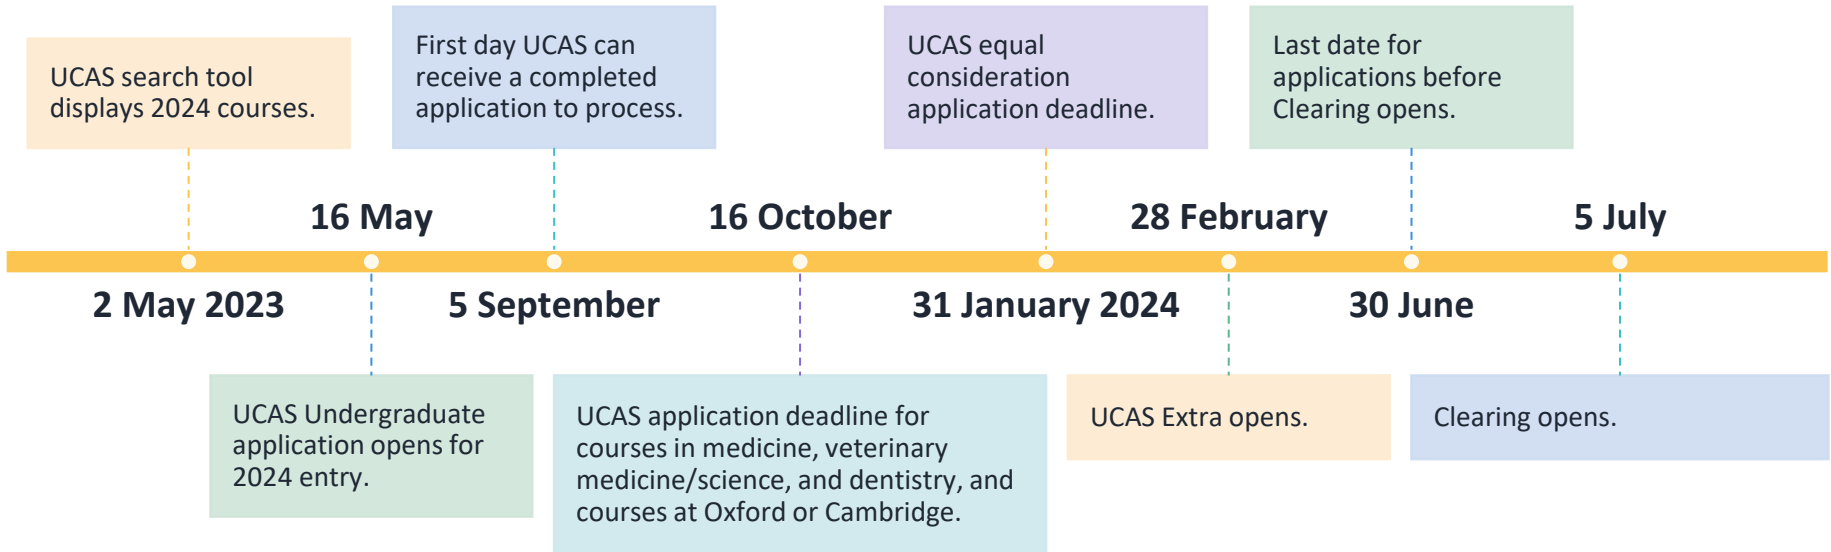 UCAS search tool
displays 2024 courses.
First day UCAS can
receive a completed
application to process.
UCAS equal
consideration
application deadline.
Last date for
applications before
Clearing opens.
16 May
16 October
28 February
5 July
2 May 2023
5 September
31 January 2024
30 June
UCAS Undergraduate
application opens for
2024 entry.
UCAS application deadline for
courses in medicine, veterinary
medicine/science, and dentistry, and
courses at Oxford or Cambridge.
UCAS Extra opens.
Clearing opens.